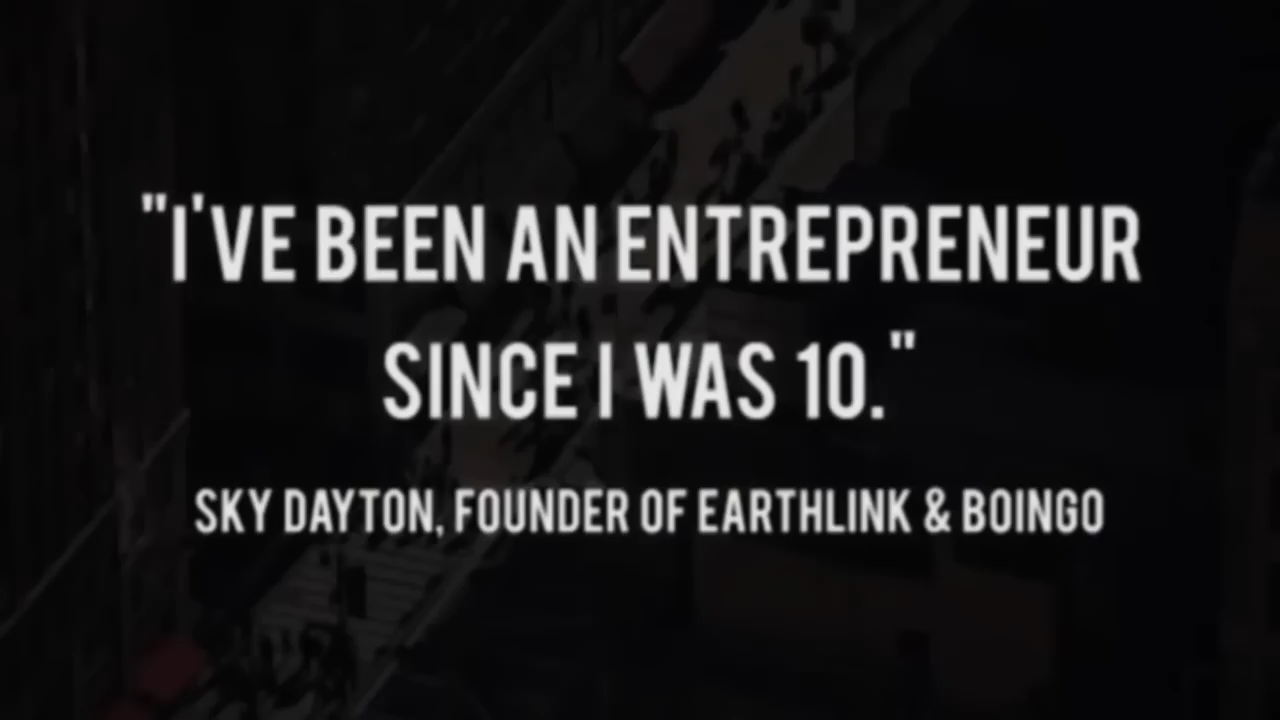 "I'VE BEEN AN ENTREPRENEUR
SINCE I WAS 10."
SKY DAYTON, FOUNDER OF EARTHLINK & BOINGO